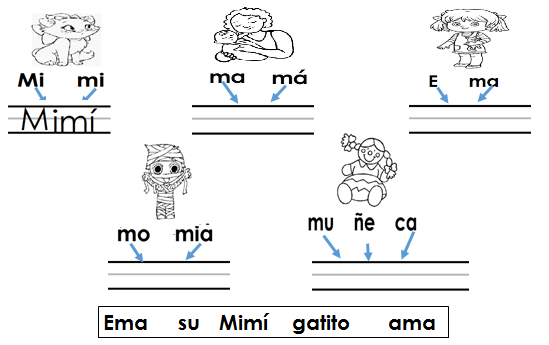 Mi mi ma má E ma
Mimí
mo mia mu ñe ca
Ema su Mimí gatito ama